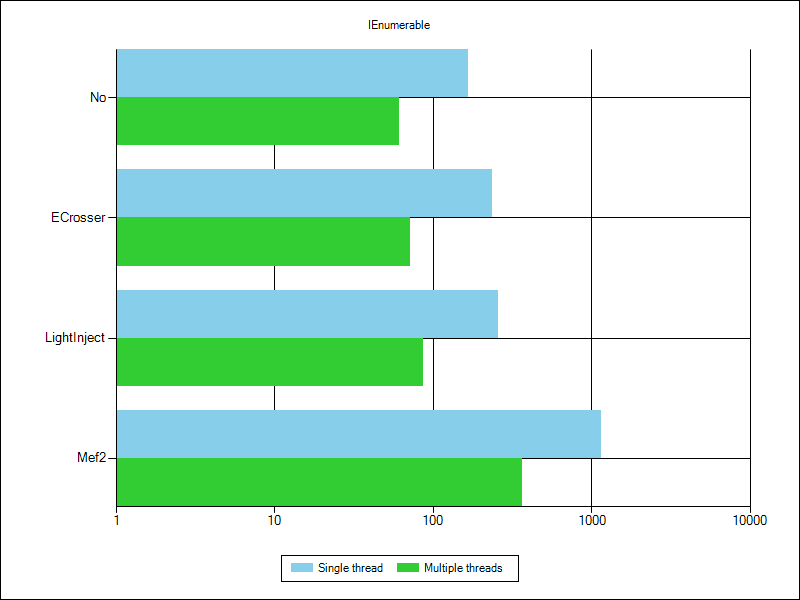 IEnumerable
No
ECrosser
LightInject
Mef2
1 10 100 1000 10000
Single thread Multiple threads